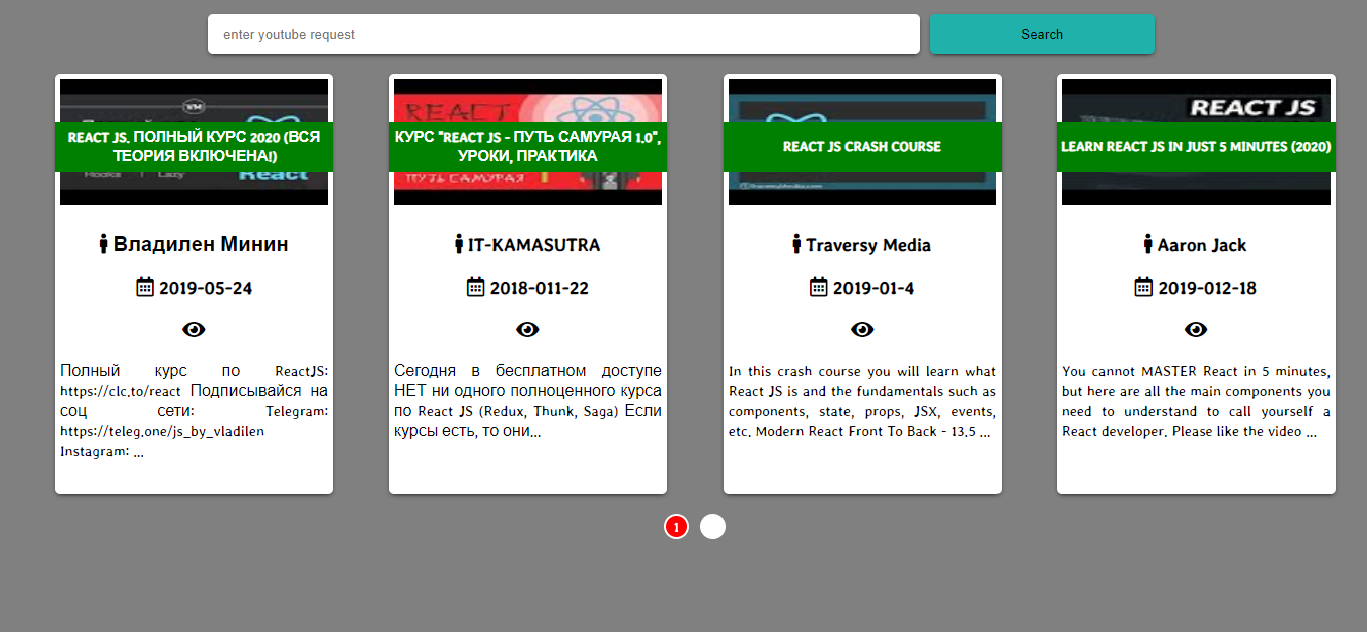 enter youtube request
Search
WM
REACT JS. ПОЛНЫЙ КУРС 2020 (ВСЯ
ТЕОРИЯ ВКЛЮЧЕНА!)
React
Владилен Минин
2019-05-24
Полный курс по ReactJS:
https://clc.to/react Подписывайся на
соц сети: Telegram:
https://teleg.one/js_by_vladilen
Instagram: ...
REACT
КУРС "REACT JS - ПУТЬ САМУРАЯ 1.0",
УРОКИ, ПРАКТИКА
ПУТЬ САМУРАЯ
IT-KAMASUTRA
2018-011-22
Сегодня в бесплатном доступе
НЕТ ни одного полноценного курса
по React JS (Redux, Thunk, Saga) Если
курсы есть, то они...
REACT JS CRASH COURSE
Traversy Media
2019-01-4
In this crash course you will learn what
React JS is and the fundamentals such as
components, state, props, JSX, events,
etc. Modern React Front To Back - 13.5 ...
REACT JS
LEARN REACT JS IN JUST 5 MINUTES (2020)
Aaron Jack
2019-012-18
You cannot MASTER React in 5 minutes,
but here are all the main components you
need to understand to call yourself a
React developer. Please like the video ...
1